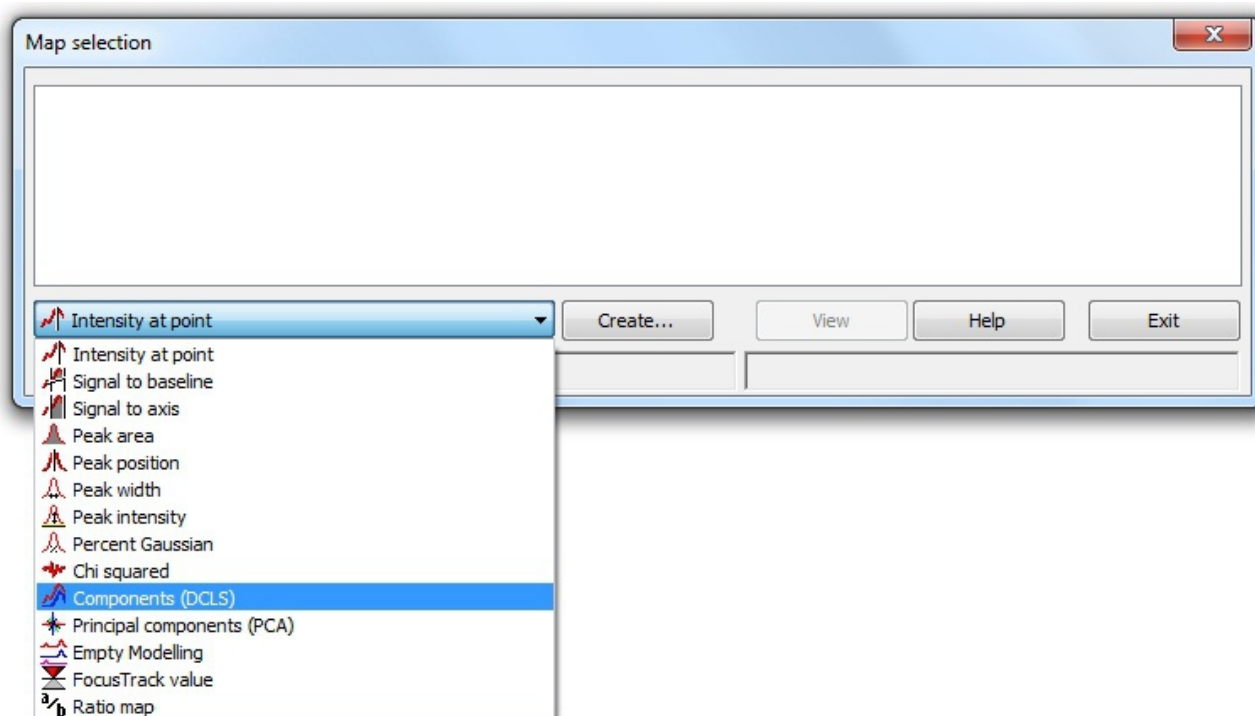 Map selection
Intensity at point
Create...
View
Help
Exit
Intensity at point
Signal to baseline
Signal to axis
Peak area
Peak position
Peak width
Peak intensity
Percent Gaussian
Chi squared
Components (DCLS)
Principal components (PCA)
Empty Modelling
FocusTrack value
a/b Ratio map